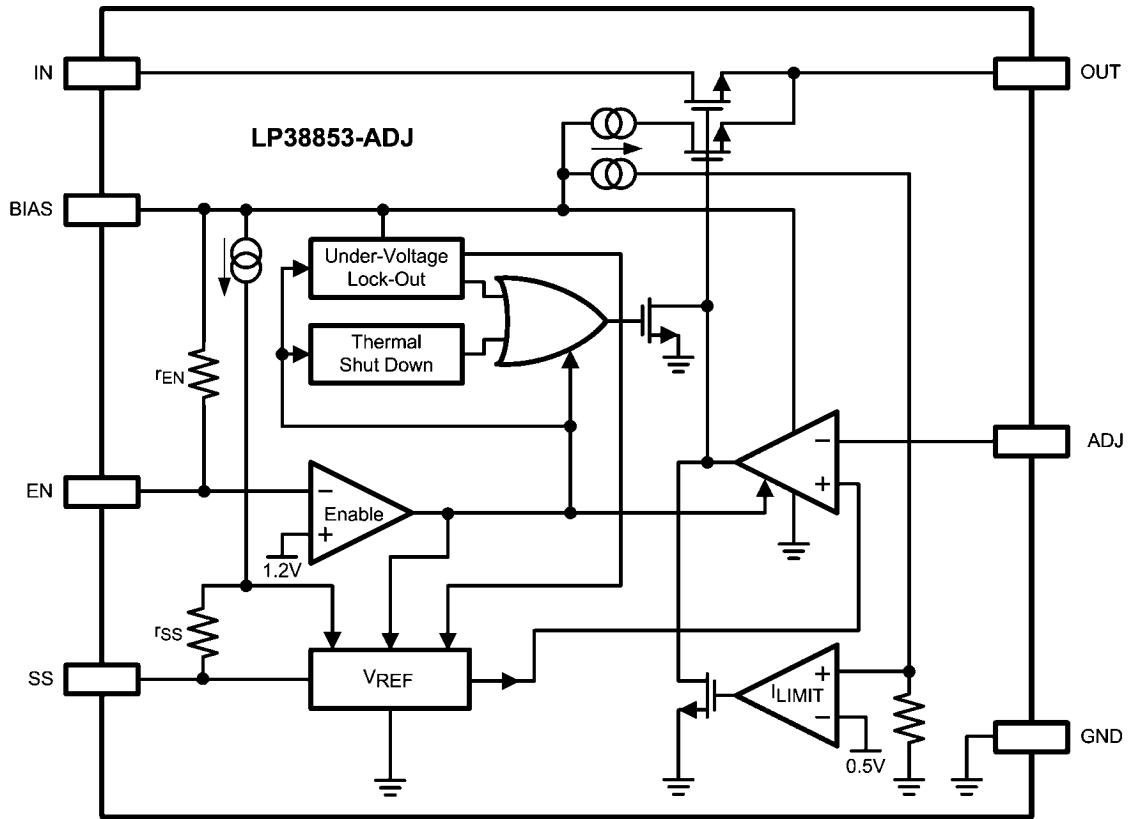 IN
OUT
LP38853-ADJ
BIAS
Under-Voltage
Lock-Out
Thermal
Shut Down
rEN
−
+
ADJ
EN
−
Enable
+
1.2V
rSS
SS
VREF
+
ILIMIT
−
0.5V
GND